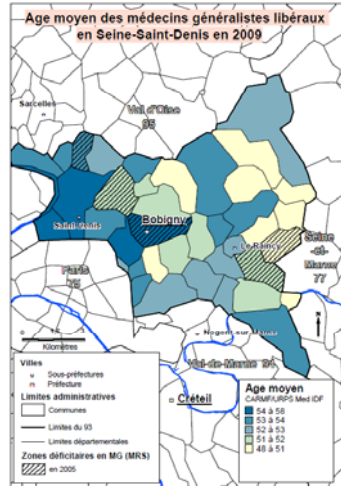 Age moyen des médecins généralistes libéraux
en Seine-Saint-Denis en 2009
Sarcelles
Val d'Oise
95
Saint-Denis
Bobigny
Le Raincy
Seine
-et-
Marne
77
Paris
75
Kilomètres
Nogent-sur-Marne
Val-de-Marne 94
Créteil
Villes
Sous-préfectures
Préfecture
Limites administratives
Communes
Limites du 93
Limites départementales
Zones déficitaires en MG (MRS)
en 2005
Age moyen
CARMF/URPS Med IDF
54 à 58
53 à 54
52 à 53
51 à 52
48 à 51